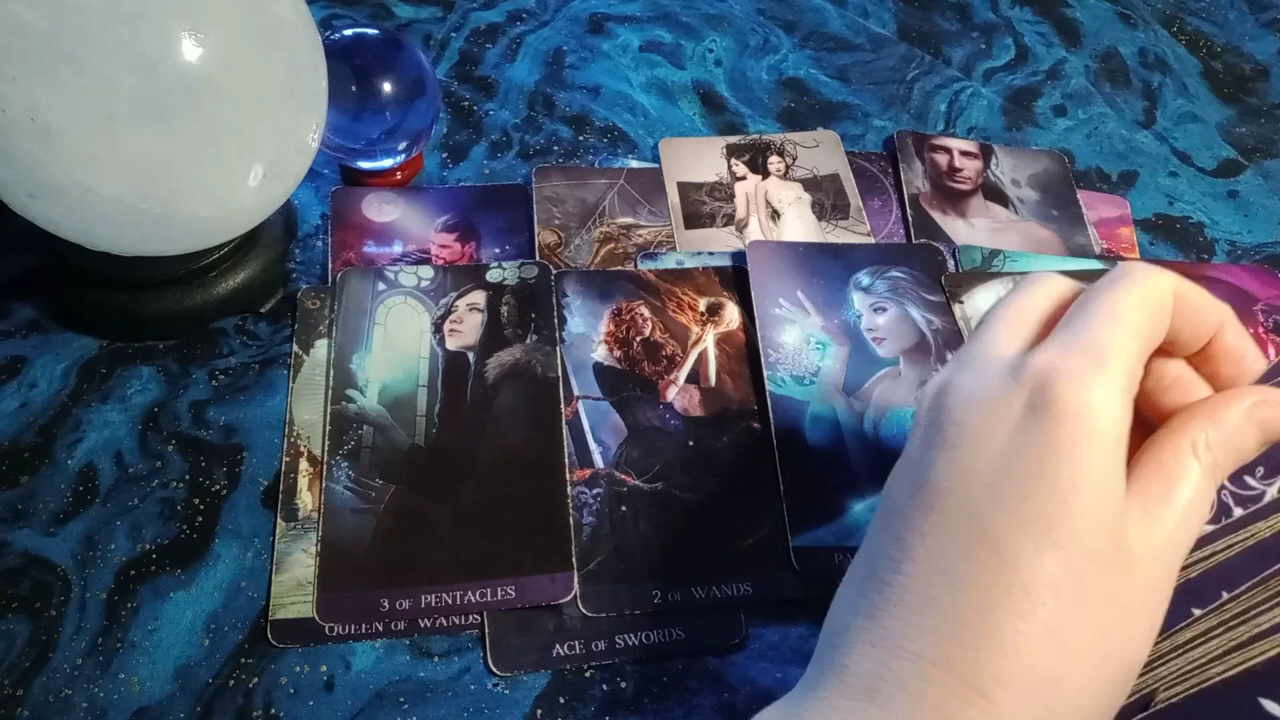 3 OF PENTACLES
QUEEN OF WANDS
2 OF WANDS
ACE OF SWORDS